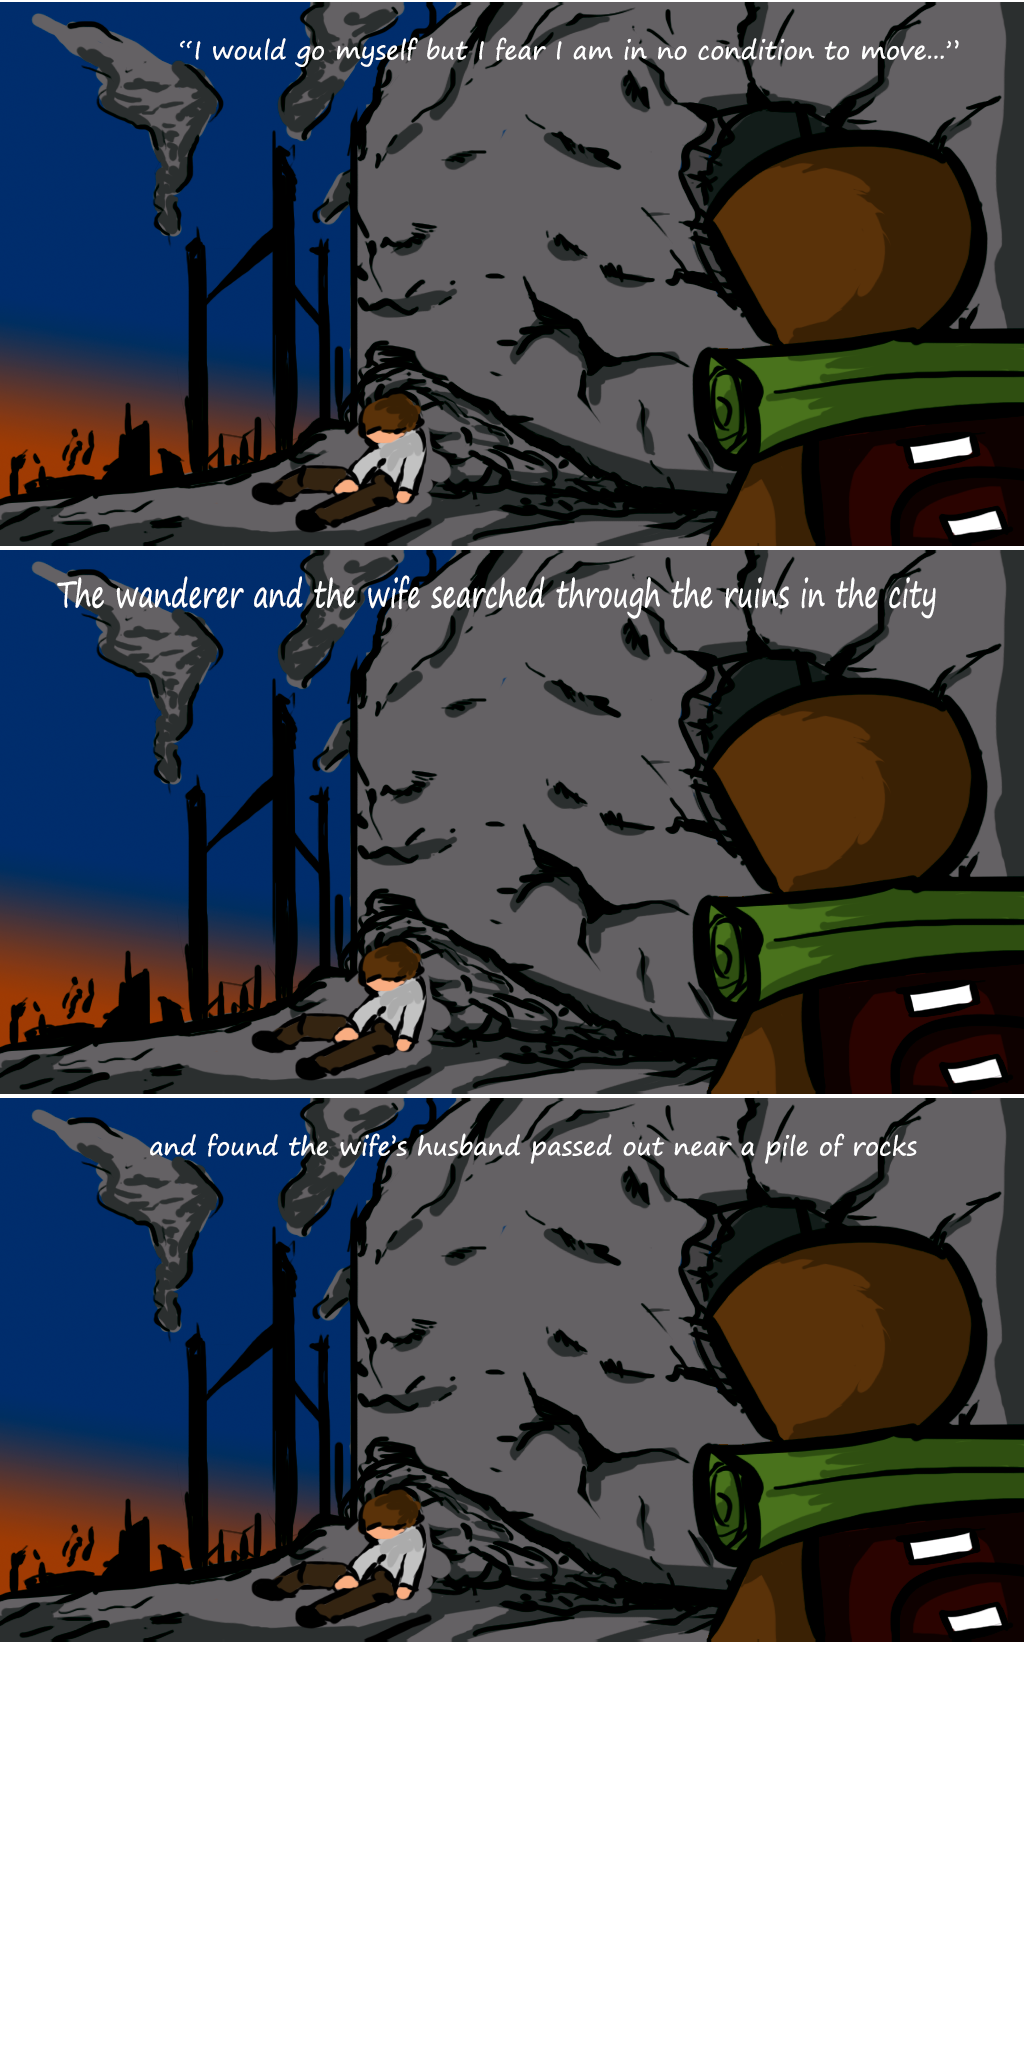 “I would go myself but I fear I am in no condition to move...”
The wanderer and the wife searched through the ruins in the city
and found the wife’s husband passed out near a pile of rocks